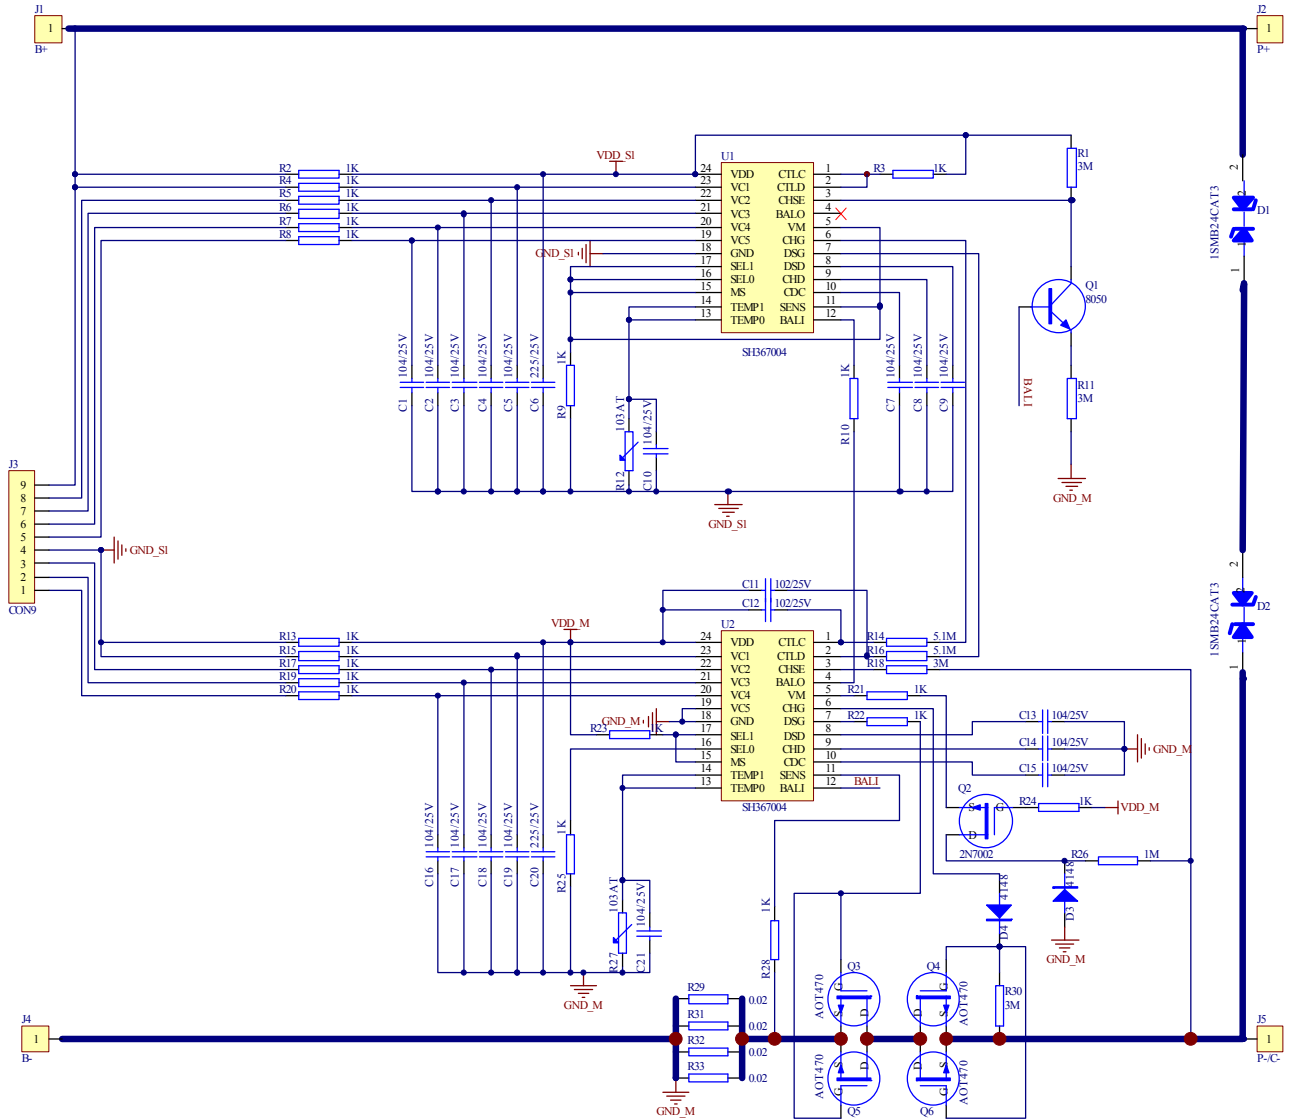 J1
1
B+
J2
1
P+
VDD_S1
U1
R2 1K
R4 1K
R5 1K
R6 1K
R7 1K
R8 1K
24 VDD CTLC 1
23 VC1 CTLD 2
22 VC2 CHSE 3
21 VC3 BALO 4
20 VC4 VM 5
19 VC5 CHG 6
18 GND DSG 7
17 SEL1 DSD 8
16 SEL0 CHD 9
15 MS CDC 10
14 TEMP1 SENS 11
13 TEMP0 BALI 12
SH367004
GND_S1
R3 1K
R1
3M
Q1
8050
BALI
R11
3M
GND_M
2
D1
1SMB24CAT3
1
C1 104/25V
C2 104/25V
C3 104/25V
C4 104/25V
C5 104/25V
C6 225/25V
R9 1K
R12 103AT
C10 104/25V
R10 1K
C7 104/25V
C8 104/25V
C9 104/25V
GND_S1
J3
9
8
7
6
5
4
3
2
1
CON9
GND_S1
C11 102/25V
C12 102/25V
VDD_M
U2
R13 1K
R15 1K
R17 1K
R19 1K
R20 1K
24 VDD CTLC 1
23 VC1 CTLD 2
22 VC2 CHSE 3
21 VC3 BALO 4
20 VC4 VM 5
19 VC5 CHG 6
18 GND DSG 7
17 SEL1 DSD 8
16 SEL0 CHD 9
15 MS CDC 10
14 TEMP1 SENS 11
13 TEMP0 BALI 12
SH367004
GND_M
R23 1K
R14 5.1M
R16 5.1M
R18 3M
R21 1K
R22 1K
BALI
C13 104/25V
C14 104/25V
C15 104/25V
GND_M
2
D2
1SMB24CAT3
1
Q2
S G
D
2N7002
R24 1K
VDD_M
R26 1M
D3 4148
GND_M
D4 4148
C16 104/25V
C17 104/25V
C18 104/25V
C19 104/25V
C20 225/25V
R25 1K
R27 103AT
C21 104/25V
GND_M
R28 1K
Q3
AOT470
G
S D
Q4
AOT470
G
D S
R30
3M
R29 0.02
R31 0.02
R32 0.02
R33 0.02
GND_M
AOT470
S D
G
Q5
AOT470
D S
G
Q6
J4
1
B-
J5
1
P-/C-